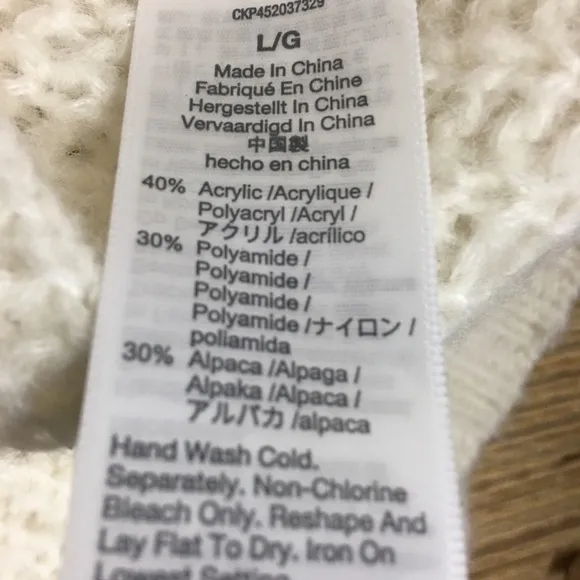 CKP452037329
L/G
Made In China
Fabriqué En Chine
Hergestellt In China
Vervaardigd In China
中国製
hecho en china
40% Acrylic /Acrylique /
Polyacryl /Acryl /
アクリル /acrílico
30% Polyamide /
Polyamide /
Polyamide /
Polyamide /ナイロン /
poliamida
30% Alpaca /Alpaga /
Alpaka /Alpaca /
アルパカ /alpaca
Hand Wash Cold.
Separately. Non-Chlorine
Bleach Only. Reshape And
Lay Flat To Dry. Iron On
Lowest Setting